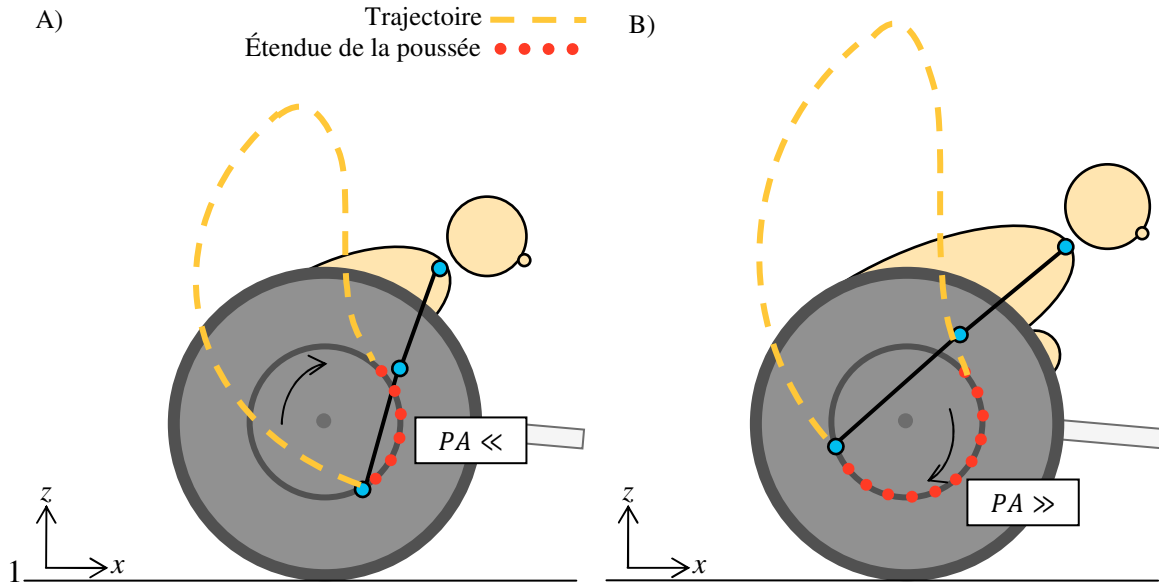 A)
Trajectoire
Étendue de la poussée
B)
PA ≪
PA ≫
z
x
1
z
x